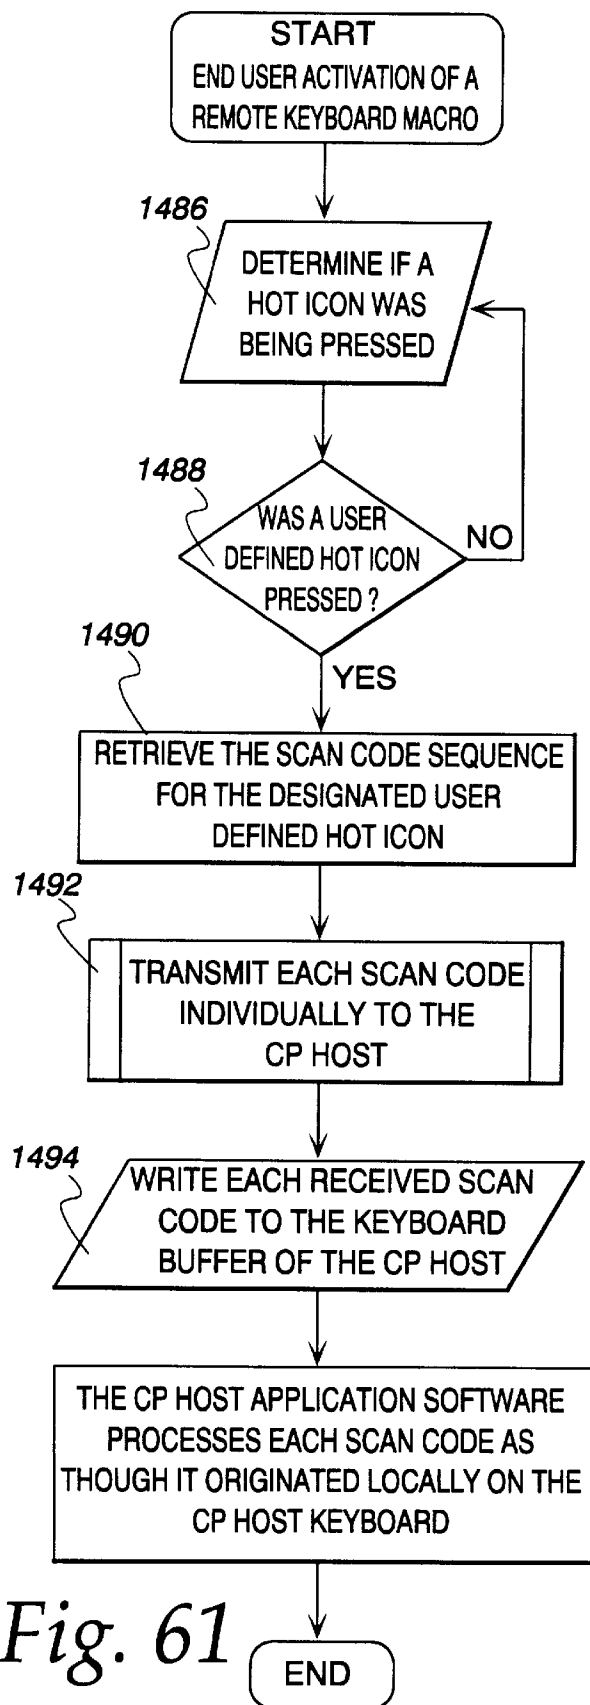 START
END USER ACTIVATION OF A
REMOTE KEYBOARD MACRO
1486
DETERMINE IF A
HOT ICON WAS
BEING PRESSED
1488
WAS A USER
DEFINED HOT ICON
PRESSED ?
NO
YES
1490
RETRIEVE THE SCAN CODE SEQUENCE
FOR THE DESIGNATED USER
DEFINED HOT ICON
1492
TRANSMIT EACH SCAN CODE
INDIVIDUALLY TO THE
CP HOST
1494
WRITE EACH RECEIVED SCAN
CODE TO THE KEYBOARD
BUFFER OF THE CP HOST
THE CP HOST APPLICATION SOFTWARE
PROCESSES EACH SCAN CODE AS
THOUGH IT ORIGINATED LOCALLY ON THE
CP HOST KEYBOARD
Fig. 61
END